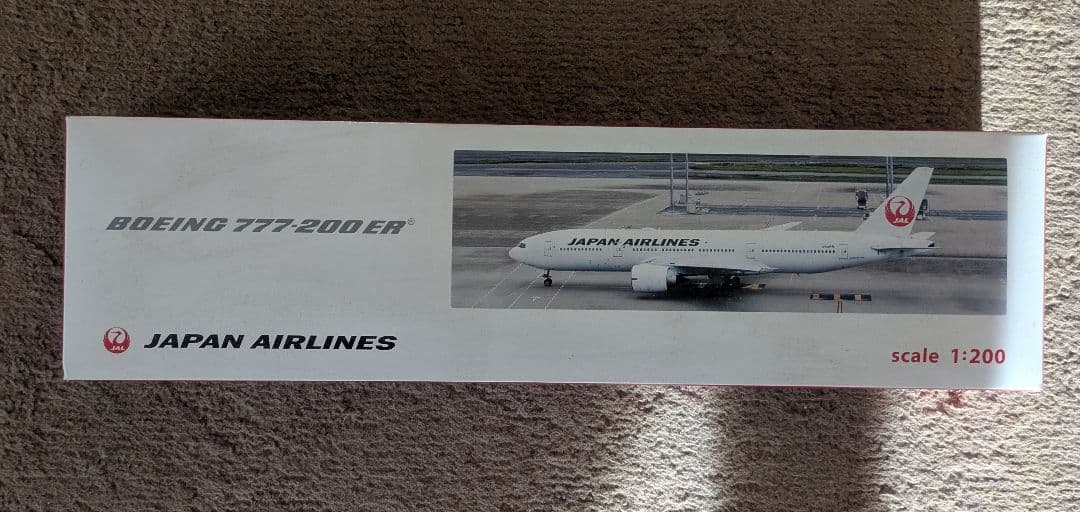 BOEING 777-200ER®
JAL
JAPAN AIRLINES
JAPAN AIRLINES
JAL
scale 1:200